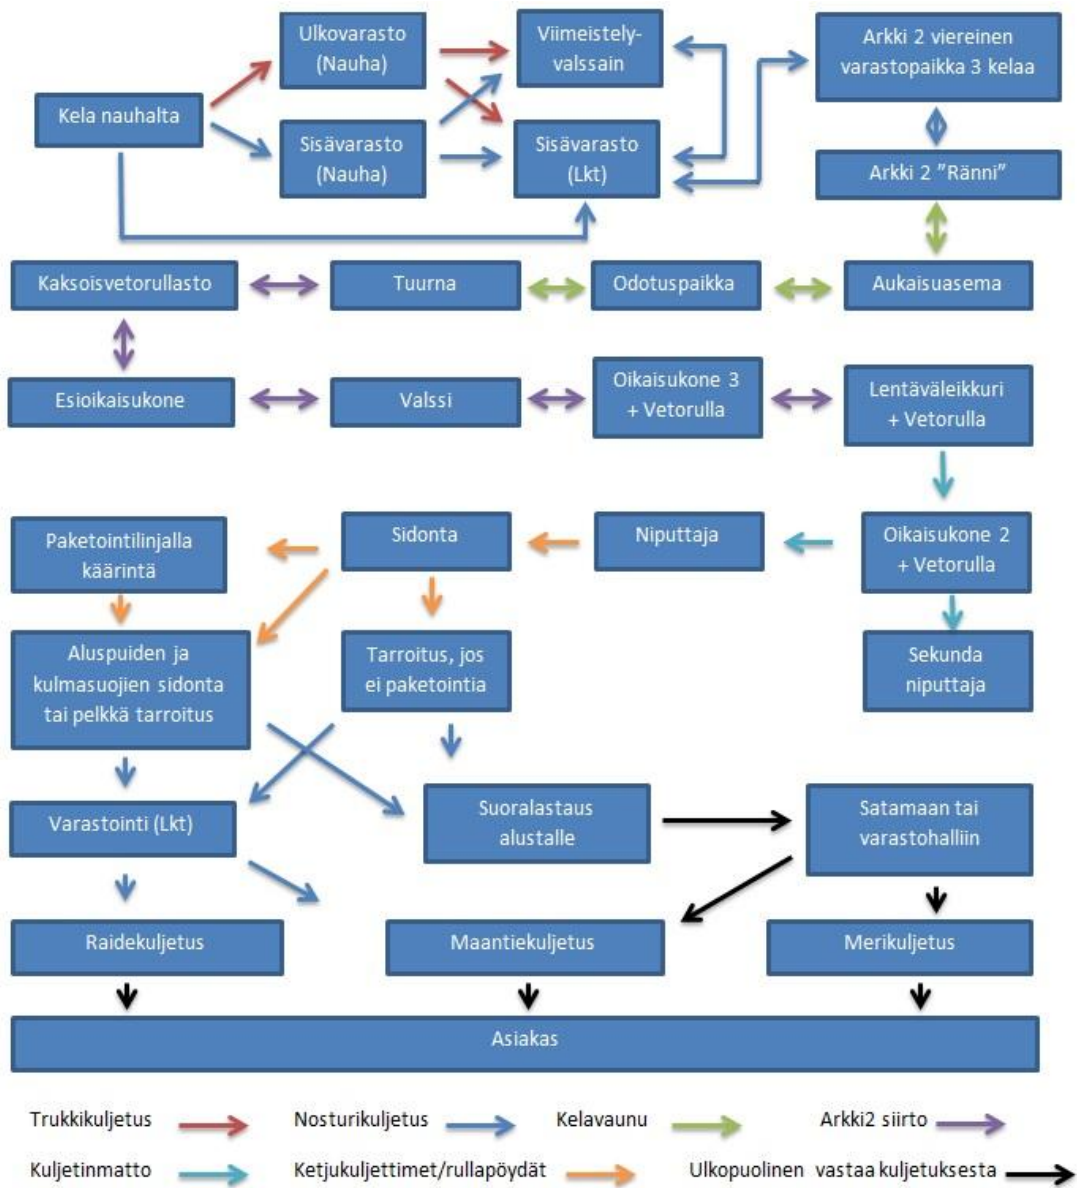 Ulkovarasto
(Nauha)
Viimeistely-
valssain
Arkki 2 viereinen
varastopaikka 3 kelaa
Kela nauhalta
Sisävarasto
(Nauha)
Sisävarasto
(Lkt)
Arkki 2 ”Ränni”
Kaksoisvetorullasto
Tuurna
Odotuspaikka
Aukaisuasema
Esioikaisukone
Valssi
Oikaisukone 3
+ Vetorulla
Lentäväleikkuri
+ Vetorulla
Paketointilinjalla
käärintä
Sidonta
Niputtaja
Oikaisukone 2
+ Vetorulla
Aluspuiden ja
kulmasuojien sidonta
tai pelkkä tarroitus
Tarroitus, jos
ei paketointia
Sekunda
niputtaja
Varastointi (Lkt)
Suoralastaus
alustalle
Satamaan tai
varastohalliin
Raidekuljetus
Maantiekuljetus
Merikuljetus
Asiakas
Trukkikuljetus
Nosturikuljetus
Kelavaunu
Arkki2 siirto
Kuljetinmatto
Ketjukuljettimet/rullapöydät
Ulkopuolinen vastaa kuljetuksesta